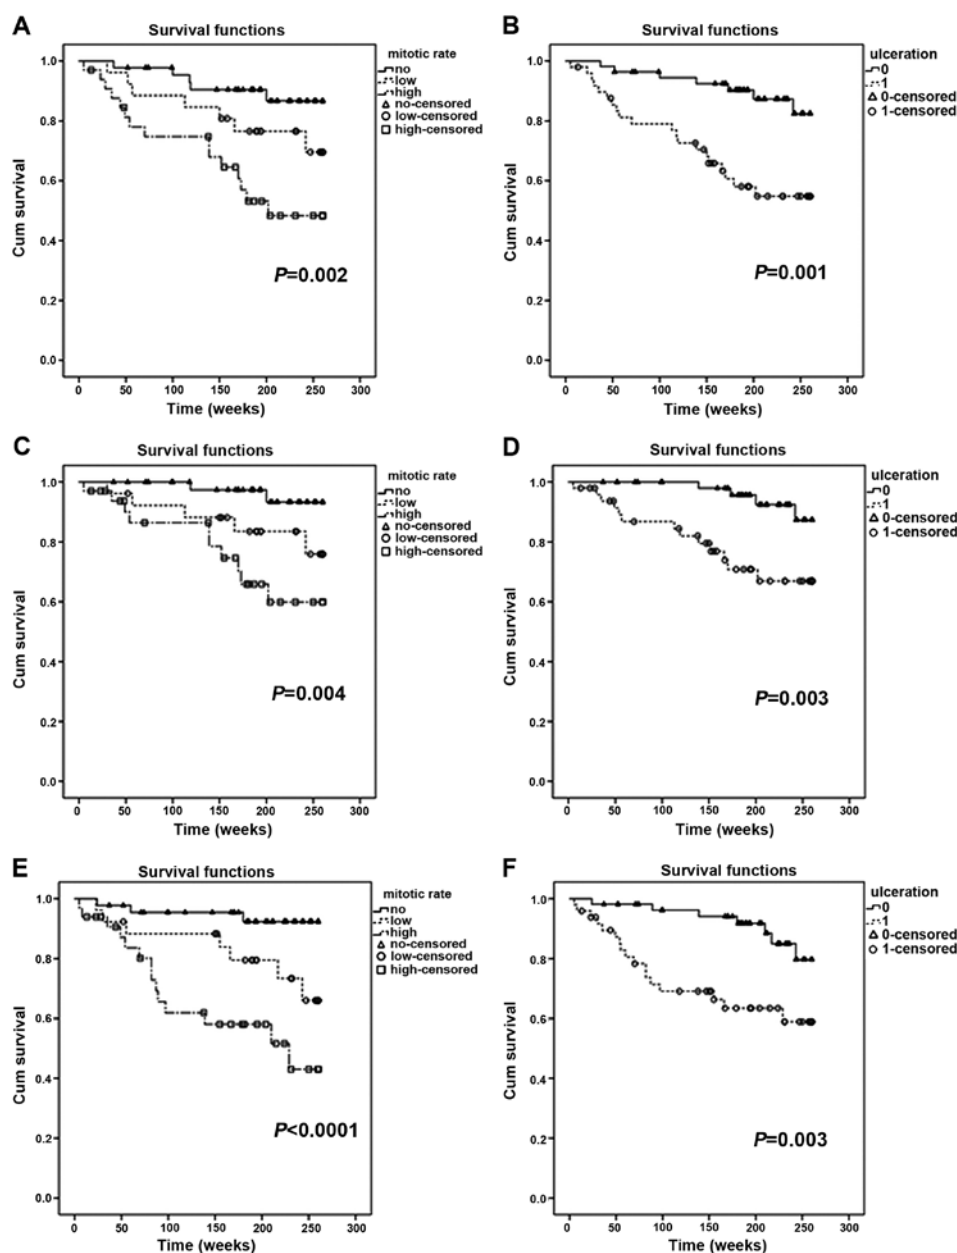 A
Survival functions
mitotic rate
no
low
high
no-censored
low-censored
high-censored
1.0
0.8
0.6
0.4
0.2
0.0
Cum survival
P=0.002
0 50 100 150 200 250 300
Time (weeks)
B
Survival functions
ulceration
0
1
0-censored
1-censored
1.0
0.8
0.6
0.4
0.2
0.0
Cum survival
P=0.001
0 50 100 150 200 250 300
Time (weeks)
C
Survival functions
mitotic rate
no
low
high
no-censored
low-censored
high-censored
1.0
0.8
0.6
0.4
0.2
0.0
Cum survival
P=0.004
0 50 100 150 200 250 300
Time (weeks)
D
Survival functions
ulceration
0
1
0-censored
1-censored
1.0
0.8
0.6
0.4
0.2
0.0
Cum survival
P=0.003
0 50 100 150 200 250 300
Time (weeks)
E
Survival functions
mitotic rate
no
low
high
no-censored
low-censored
high-censored
1.0
0.8
0.6
0.4
0.2
0.0
Cum survival
P<0.0001
0 50 100 150 200 250 300
Time (weeks)
F
Survival functions
ulceration
0
1
0-censored
1-censored
1.0
0.8
0.6
0.4
0.2
0.0
Cum survival
P=0.003
0 50 100 150 200 250 300
Time (weeks)